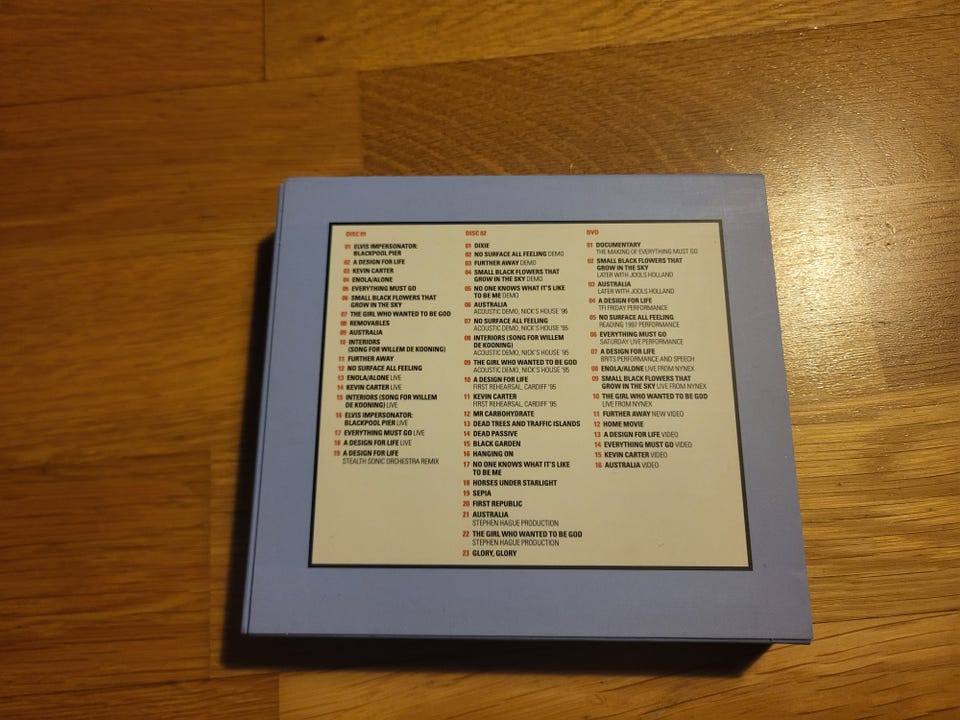 DISC 01
01 ELVIS IMPERSONATOR:
BLACKPOOL PIER
02 A DESIGN FOR LIFE
03 KEVIN CARTER
04 ENOLA/ALONE
05 EVERYTHING MUST GO
06 SMALL BLACK FLOWERS THAT
GROW IN THE SKY
07 THE GIRL WHO WANTED TO BE GOD
08 REMOVABLES
09 AUSTRALIA
10 INTERIORS
(SONG FOR WILLEM DE KOONING)
11 FURTHER AWAY
12 NO SURFACE ALL FEELING
13 ENOLA/ALONE LIVE
14 KEVIN CARTER LIVE
15 INTERIORS (SONG FOR WILLEM
DE KOONING) LIVE
16 ELVIS IMPERSONATOR:
BLACKPOOL PIER LIVE
17 EVERYTHING MUST GO LIVE
18 A DESIGN FOR LIFE LIVE
19 A DESIGN FOR LIFE
STEALTH SONIC ORCHESTRA REMIX
DISC 02
01 DIXIE
02 NO SURFACE ALL FEELING DEMO
03 FURTHER AWAY DEMO
04 SMALL BLACK FLOWERS THAT
GROW IN THE SKY DEMO
05 NO ONE KNOWS WHAT IT'S LIKE
TO BE ME DEMO
06 AUSTRALIA
ACOUSTIC DEMO, NICK'S HOUSE '96
07 NO SURFACE ALL FEELING
ACOUSTIC DEMO, NICK'S HOUSE '95
08 INTERIORS (SONG FOR WILLEM
DE KOONING)
ACOUSTIC DEMO, NICK'S HOUSE '95
09 THE GIRL WHO WANTED TO BE GOD
ACOUSTIC DEMO, NICK'S HOUSE '95
10 A DESIGN FOR LIFE
FIRST REHEARSAL, CARDIFF '95
11 KEVIN CARTER
FIRST REHEARSAL, CARDIFF '95
12 MR CARBOHYDRATE
13 DEAD TREES AND TRAFFIC ISLANDS
14 DEAD PASSIVE
15 BLACK GARDEN
16 HANGING ON
17 NO ONE KNOWS WHAT IT'S LIKE
TO BE ME
18 HORSES UNDER STARLIGHT
19 SEPIA
20 FIRST REPUBLIC
21 AUSTRALIA
STEPHEN HAGUE PRODUCTION
22 THE GIRL WHO WANTED TO BE GOD
STEPHEN HAGUE PRODUCTION
23 GLORY, GLORY
DVD
01 DOCUMENTARY
THE MAKING OF EVERYTHING MUST GO
02 SMALL BLACK FLOWERS THAT
GROW IN THE SKY
LATER WITH JOOLS HOLLAND
03 AUSTRALIA
LATER WITH JOOLS HOLLAND
04 A DESIGN FOR LIFE
TFI FRIDAY PERFORMANCE
05 NO SURFACE ALL FEELING
READING 1997 PERFORMANCE
06 EVERYTHING MUST GO
SATURDAY LIVE PERFORMANCE
07 A DESIGN FOR LIFE
BRITS PERFORMANCE AND SPEECH
08 ENOLA/ALONE LIVE FROM NYNEX
09 SMALL BLACK FLOWERS THAT
GROW IN THE SKY LIVE FROM NYNEX
10 THE GIRL WHO WANTED TO BE GOD
LIVE FROM NYNEX
11 FURTHER AWAY NEW VIDEO
12 HOME MOVIE
13 A DESIGN FOR LIFE VIDEO
14 EVERYTHING MUST GO VIDEO
15 KEVIN CARTER VIDEO
16 AUSTRALIA VIDEO